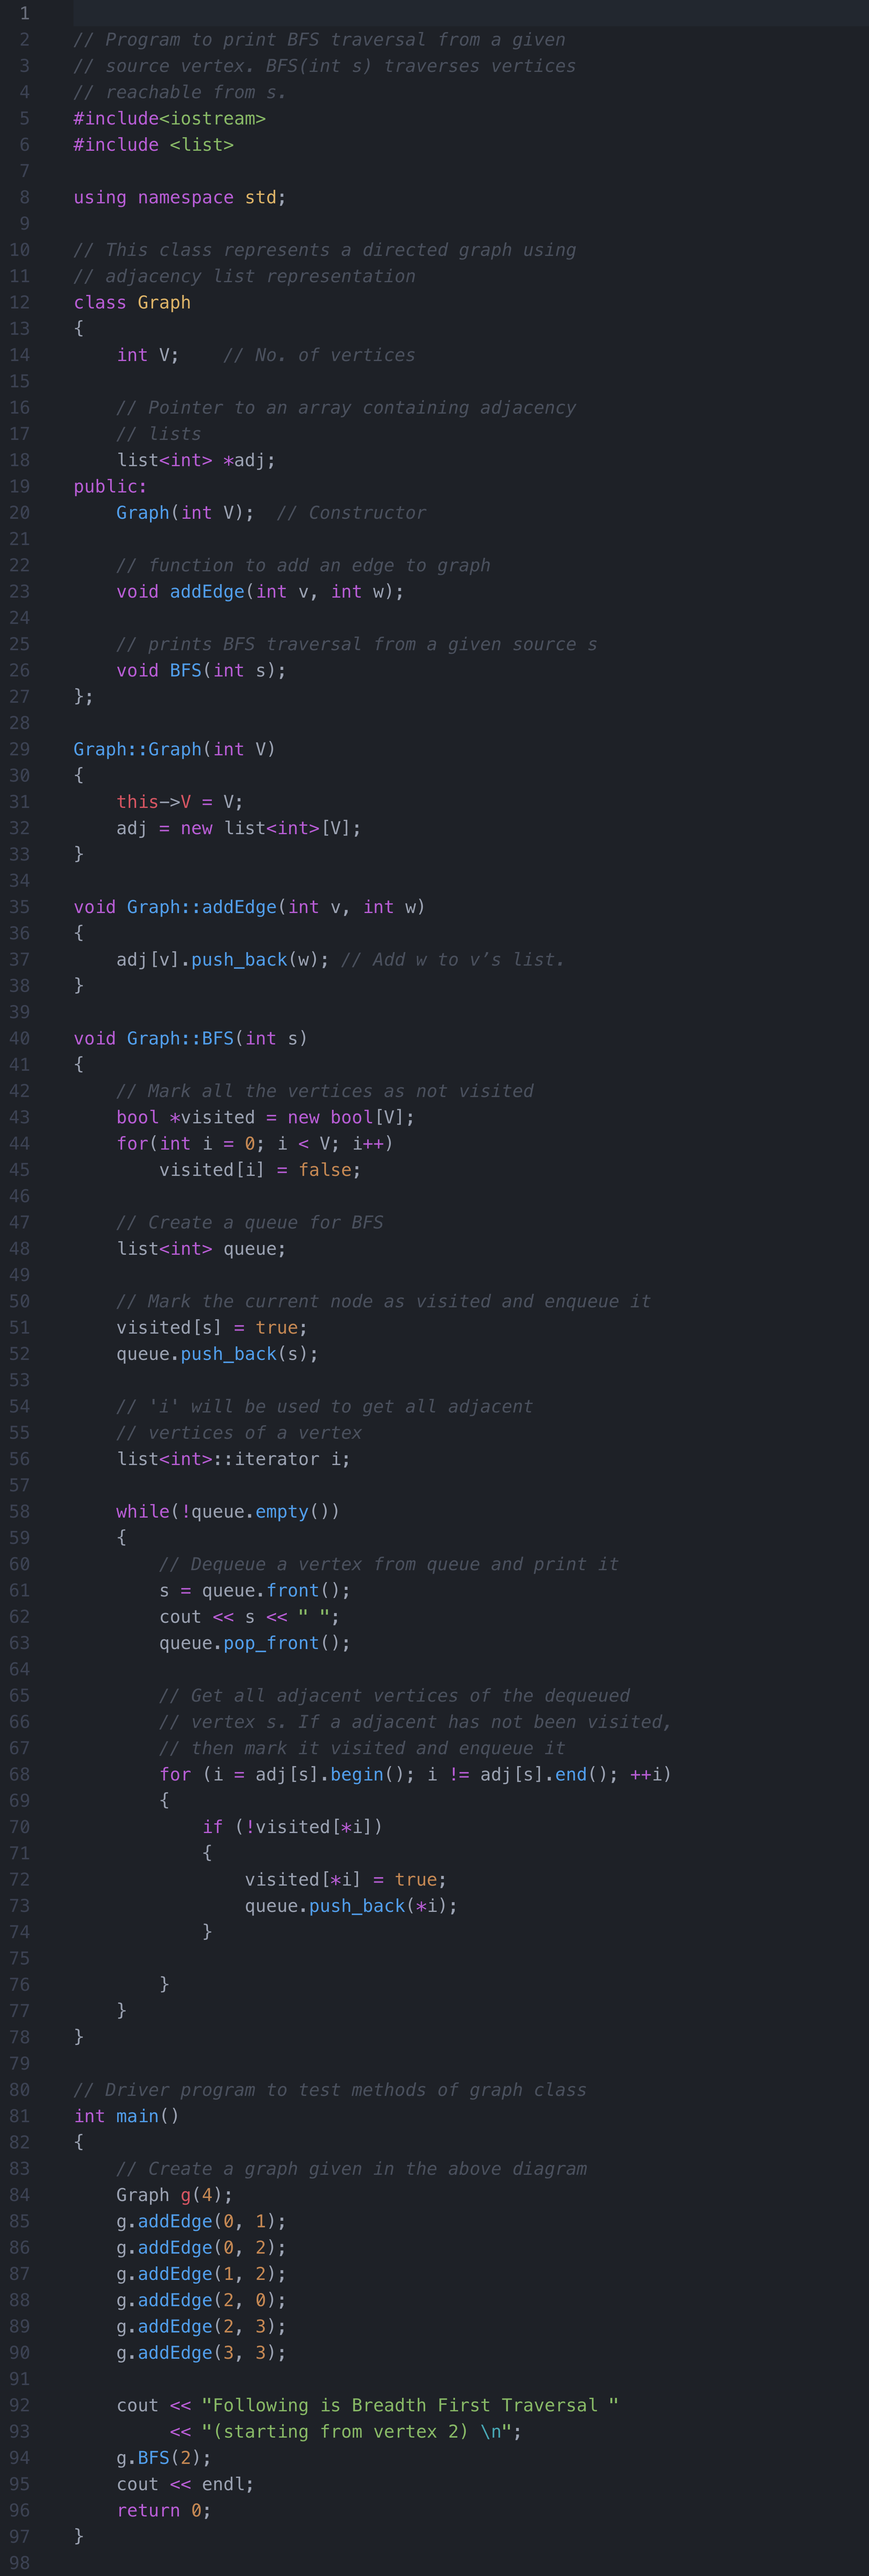 1
2 // Program to print BFS traversal from a given
3 // source vertex. BFS(int s) traverses vertices
4 // reachable from s.
5 #include<iostream>
6 #include <list>
7
8 using namespace std;
9
10 // This class represents a directed graph using
11 // adjacency list representation
12 class Graph
13 {
14     int V;    // No. of vertices
15
16     // Pointer to an array containing adjacency
17     // lists
18     list<int> *adj;
19 public:
20     Graph(int V);  // Constructor
21
22     // function to add an edge to graph
23     void addEdge(int v, int w);
24
25     // prints BFS traversal from a given source s
26     void BFS(int s);
27 };
28
29 Graph::Graph(int V)
30 {
31     this->V = V;
32     adj = new list<int>[V];
33 }
34
35 void Graph::addEdge(int v, int w)
36 {
37     adj[v].push_back(w); // Add w to v’s list.
38 }
39
40 void Graph::BFS(int s)
41 {
42     // Mark all the vertices as not visited
43     bool *visited = new bool[V];
44     for(int i = 0; i < V; i++)
45         visited[i] = false;
46
47     // Create a queue for BFS
48     list<int> queue;
49
50     // Mark the current node as visited and enqueue it
51     visited[s] = true;
52     queue.push_back(s);
53
54     // 'i' will be used to get all adjacent
55     // vertices of a vertex
56     list<int>::iterator i;
57
58     while(!queue.empty())
59     {
60         // Dequeue a vertex from queue and print it
61         s = queue.front();
62         cout << s << " ";
63         queue.pop_front();
64
65         // Get all adjacent vertices of the dequeued
66         // vertex s. If a adjacent has not been visited,
67         // then mark it visited and enqueue it
68         for (i = adj[s].begin(); i != adj[s].end(); ++i)
69         {
70             if (!visited[*i])
71             {
72                 visited[*i] = true;
73                 queue.push_back(*i);
74             }
75
76         }
77     }
78 }
79
80 // Driver program to test methods of graph class
81 int main()
82 {
83     // Create a graph given in the above diagram
84     Graph g(4);
85     g.addEdge(0, 1);
86     g.addEdge(0, 2);
87     g.addEdge(1, 2);
88     g.addEdge(2, 0);
89     g.addEdge(2, 3);
90     g.addEdge(3, 3);
91
92     cout << "Following is Breadth First Traversal "
93          << "(starting from vertex 2) \n";
94     g.BFS(2);
95     cout << endl;
96     return 0;
97 }
98